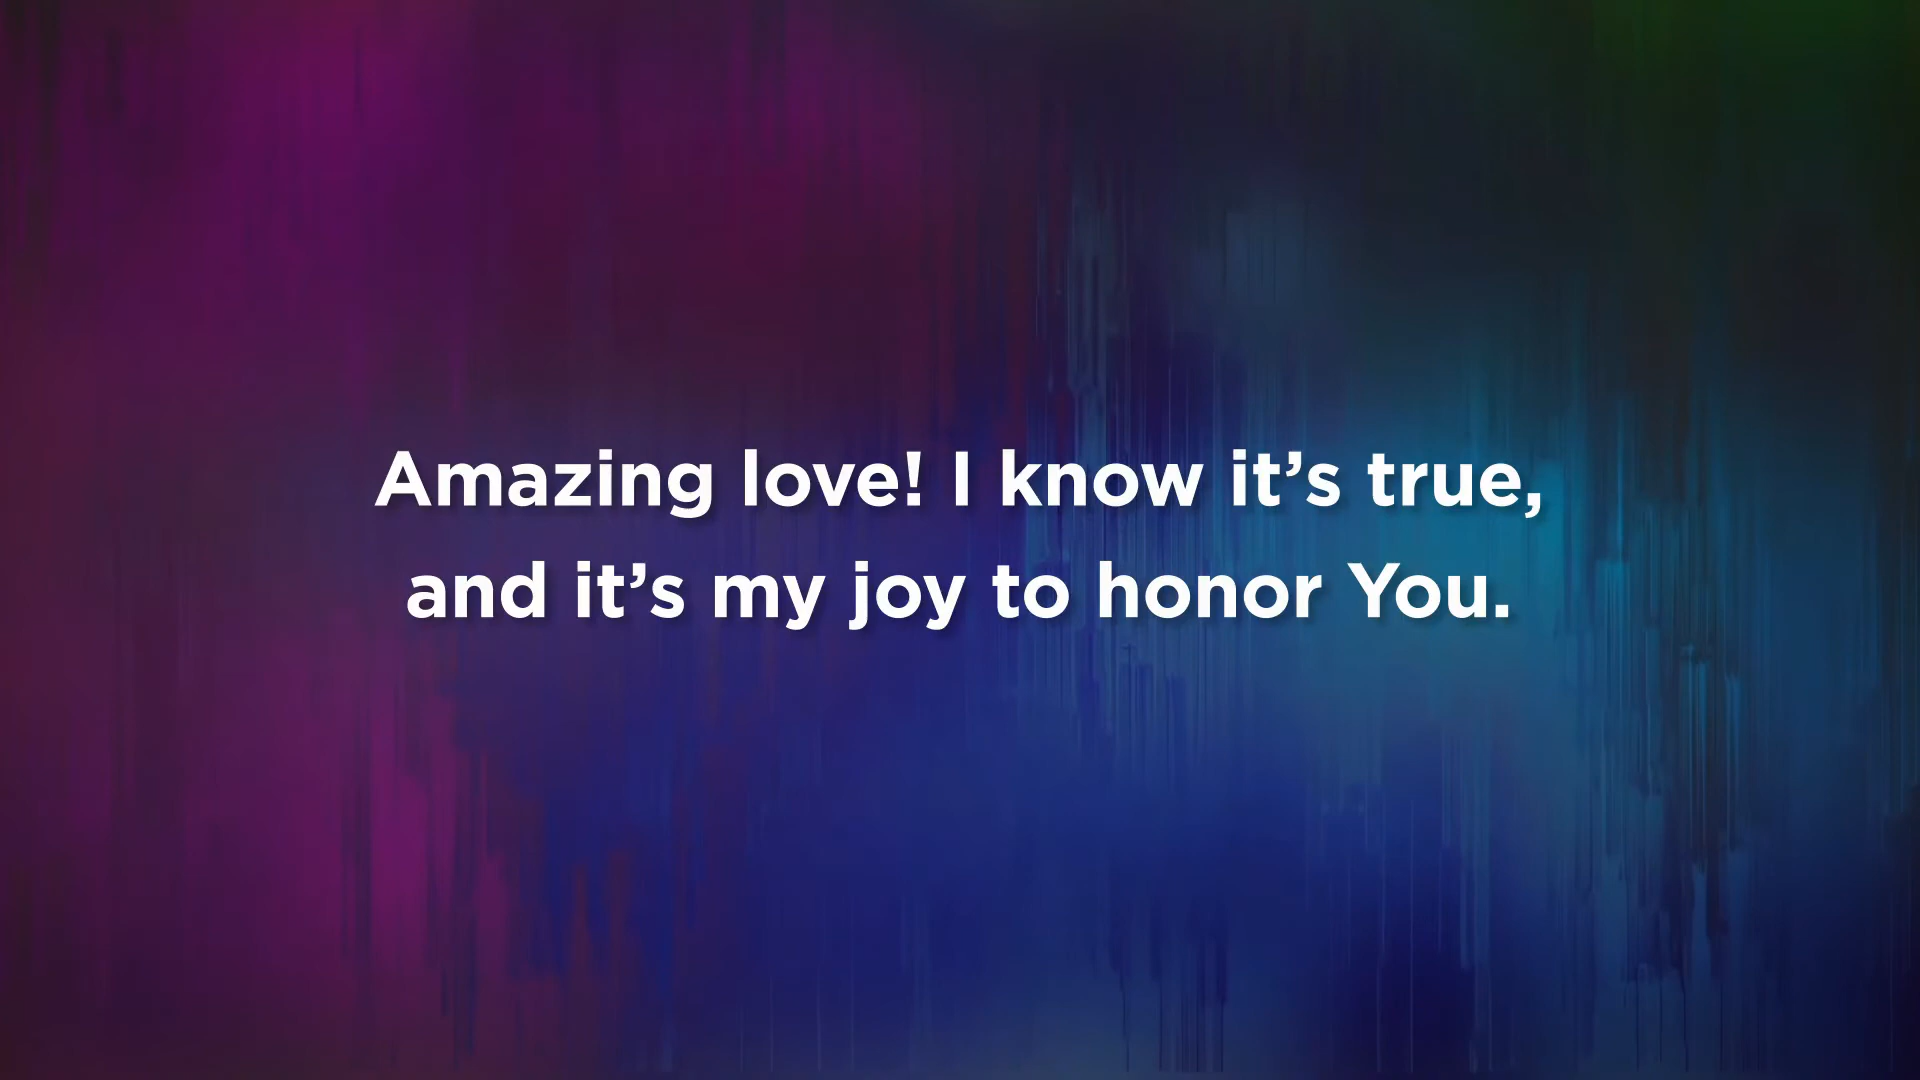 Amazing love! I know it’s true,
and it’s my joy to honor You.